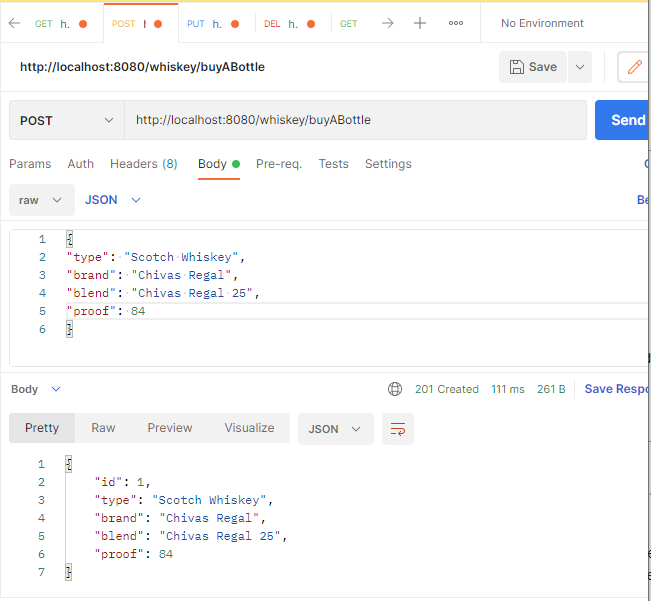 GET h. POST PUT h. DEL h. GET No Environment
http://localhost:8080/whiskey/buyABottle Save
POST http://localhost:8080/whiskey/buyABottle Send
Params Auth Headers (8) Body Pre-req. Tests Settings
raw JSON Be
1 {
2 "type": "Scotch Whiskey",
3 "brand": "Chivas Regal",
4 "blend": "Chivas Regal 25",
5 "proof": 84
6 }
Body 201 Created 111 ms 261 B Save Respo
Pretty Raw Preview Visualize JSON
1 {
2 "id": 1,
3 "type": "Scotch Whiskey",
4 "brand": "Chivas Regal",
5 "blend": "Chivas Regal 25",
6 "proof": 84
7 }